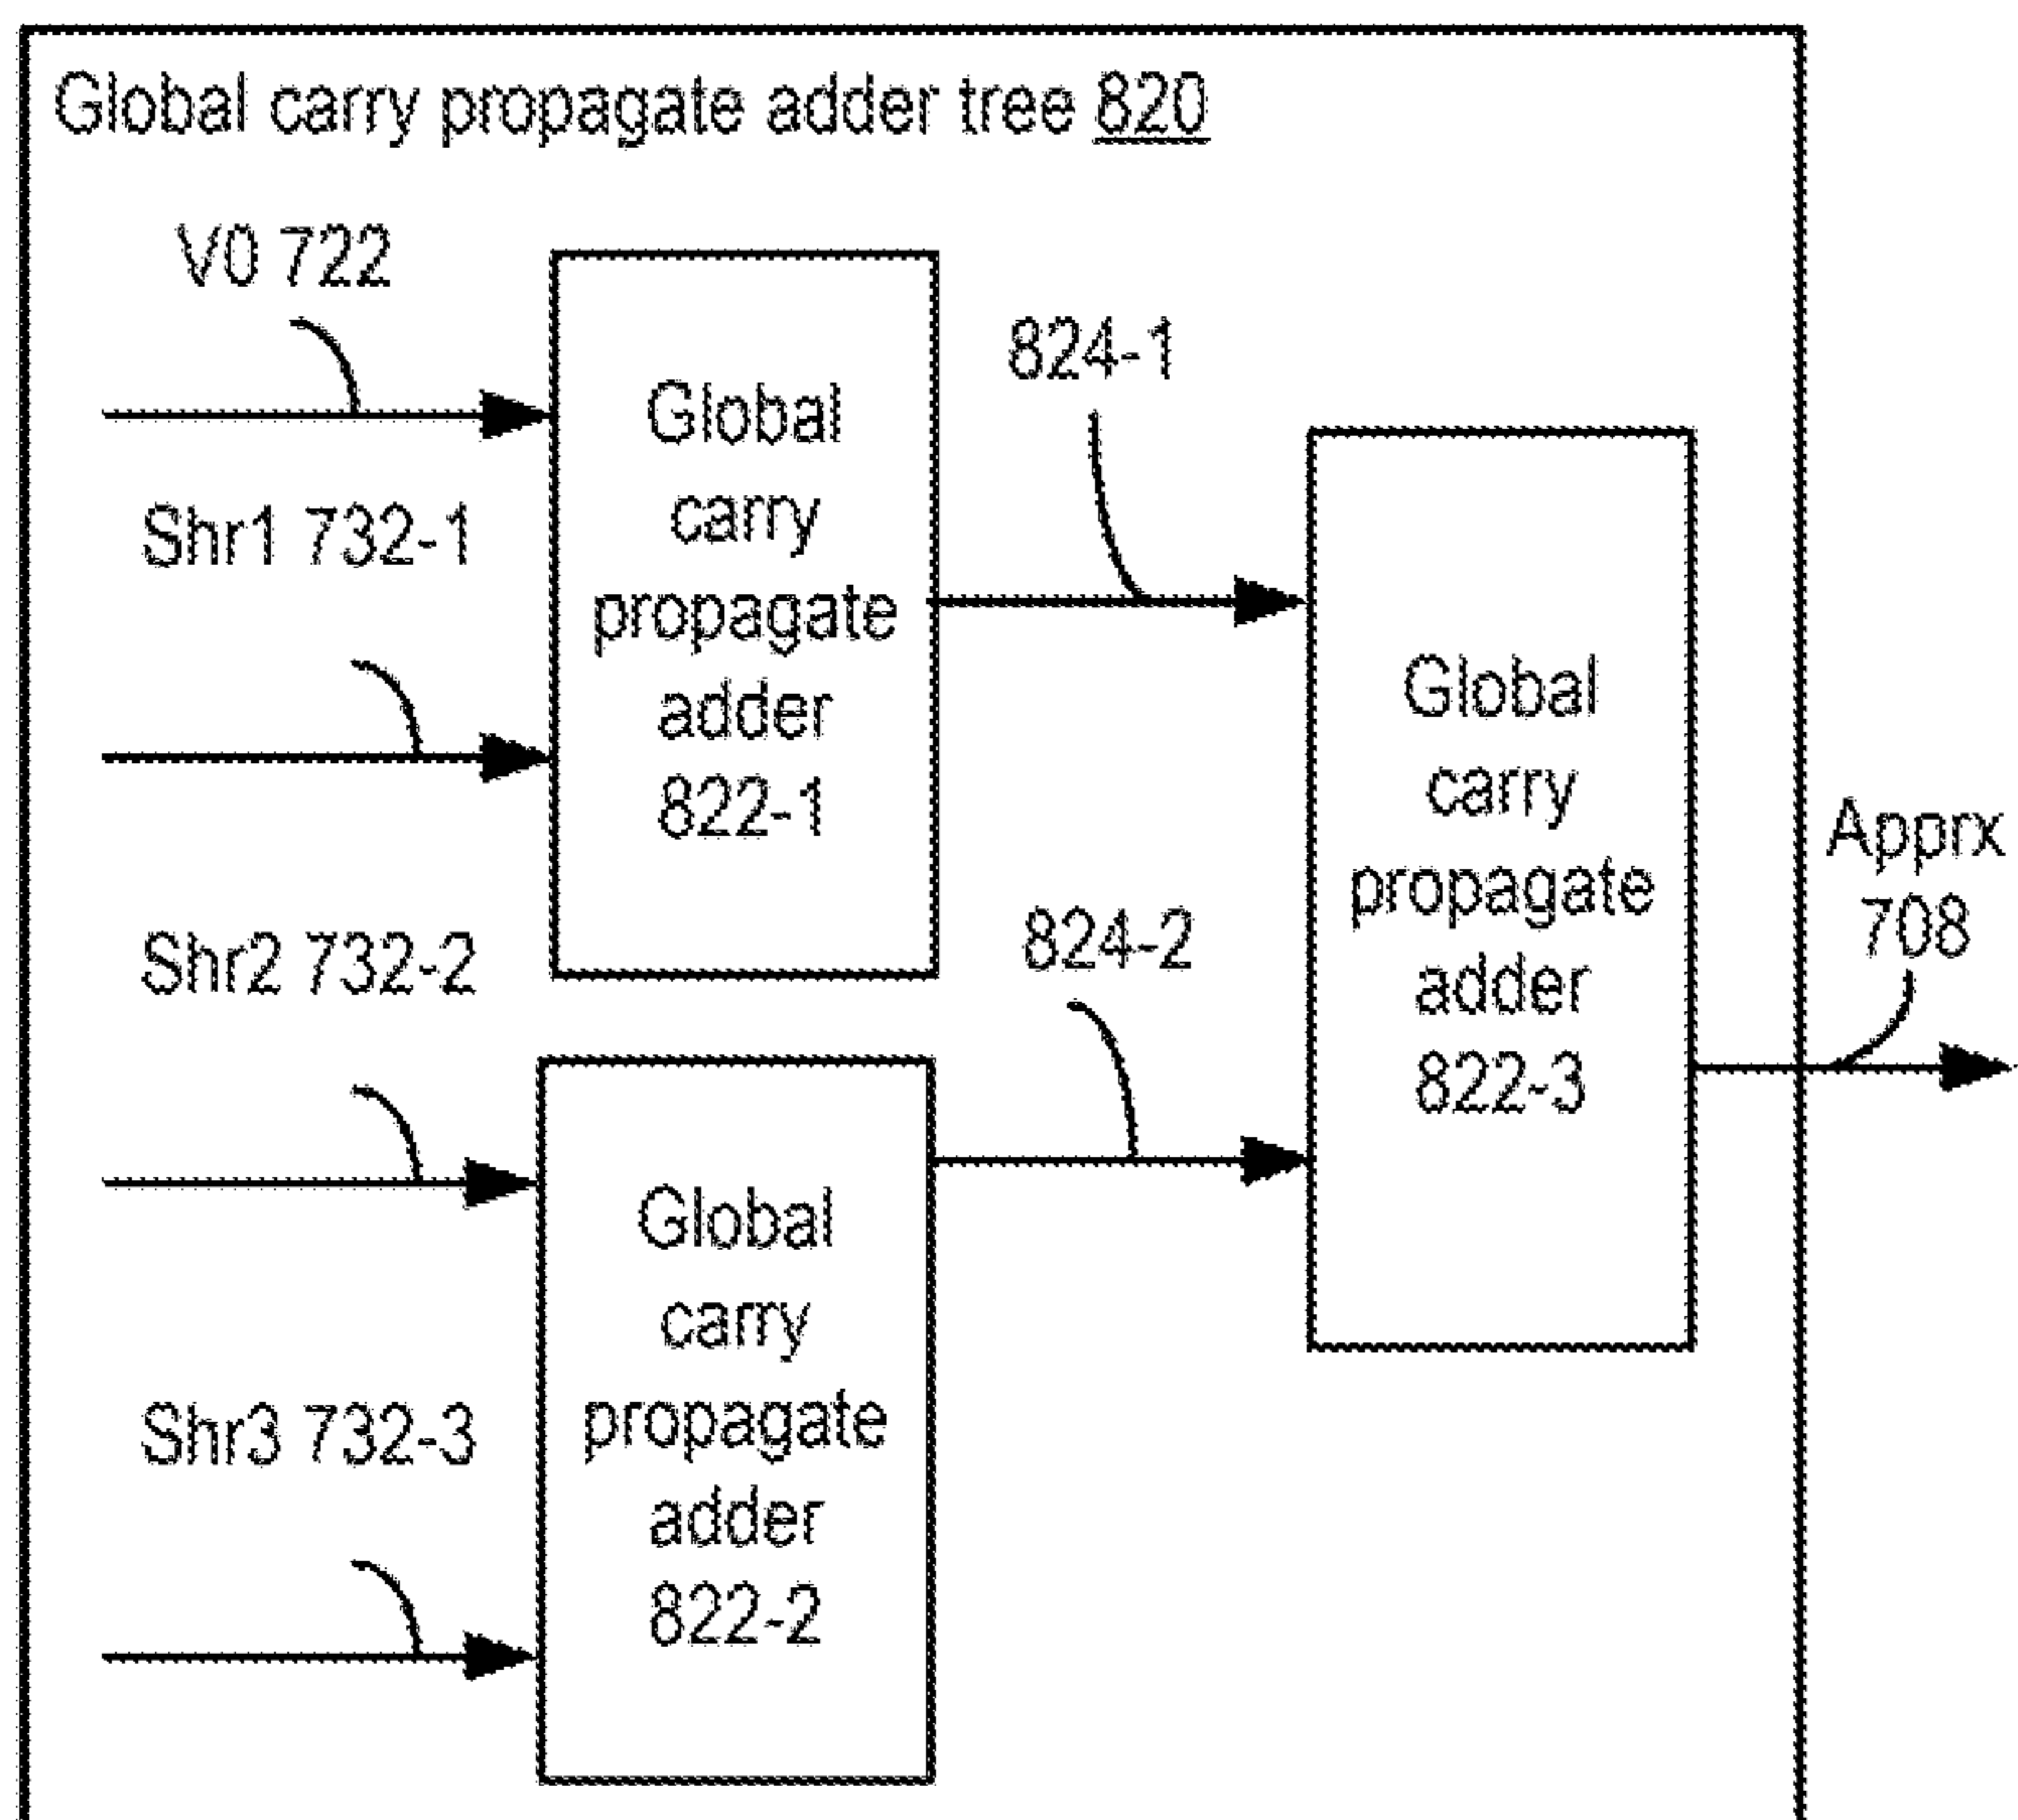 Global carry propagate adder tree 820
V0 722
Shr1 732-1
Global
carry
propagate
adder
822-1
824-1
Shr2 732-2
Shr3 732-3
Global
carry
propagate
adder
822-2
824-2
Global
carry
propagate
adder
822-3
Apprx
708